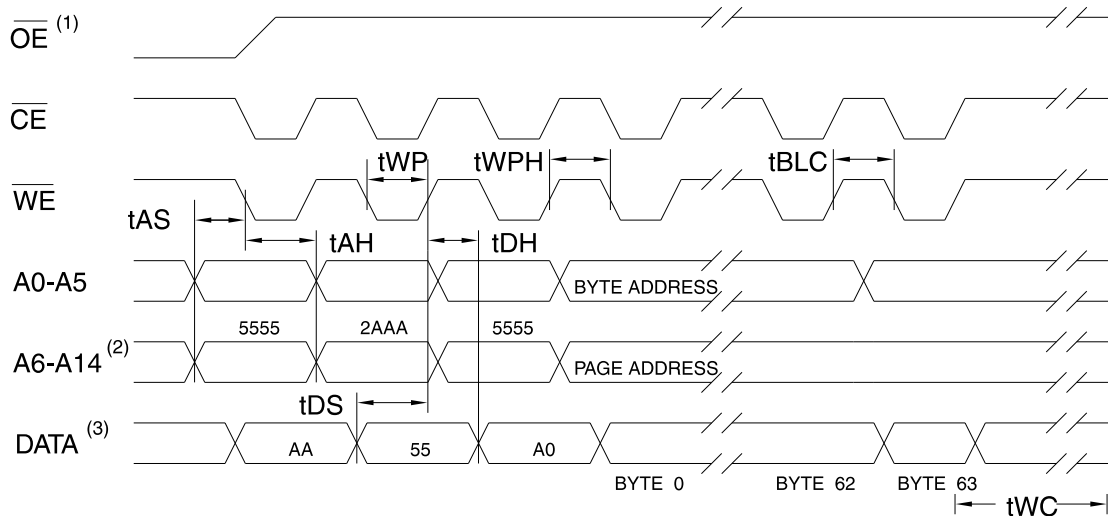 OE (1)
CE
tWP tWPH tBLC
WE
tAS
tAH tDH
A0-A5 BYTE ADDRESS
5555 2AAA 5555
A6-A14 (2) PAGE ADDRESS
tDS
DATA (3) AA 55 A0
BYTE 0 BYTE 62 BYTE 63
tWC